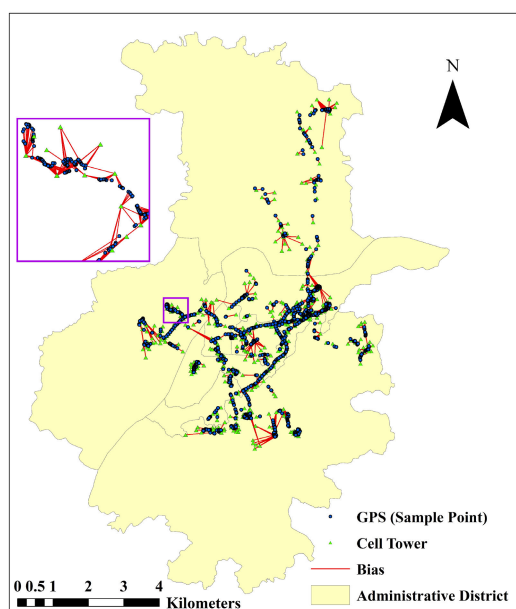 N
GPS (Sample Point)
Cell Tower
Bias
Administrative District
0 0.5 1 2 3 4
Kilometers